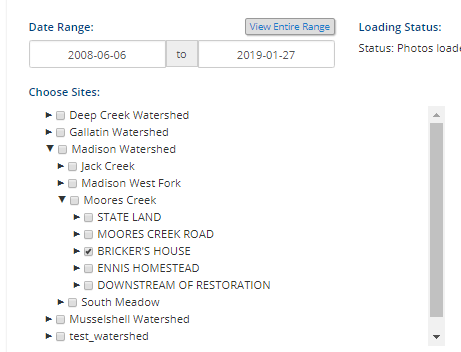 Date Range:
View Entire Range
Loading Status:
2008-06-06 to 2019-01-27
Status: Photos loade
Choose Sites:
Deep Creek Watershed
Gallatin Watershed
Madison Watershed
Jack Creek
Madison West Fork
Moores Creek
STATE LAND
MOORES CREEK ROAD
BRICKER'S HOUSE
ENNIS HOMESTEAD
DOWNSTREAM OF RESTORATION
South Meadow
Musselshell Watershed
test_watershed